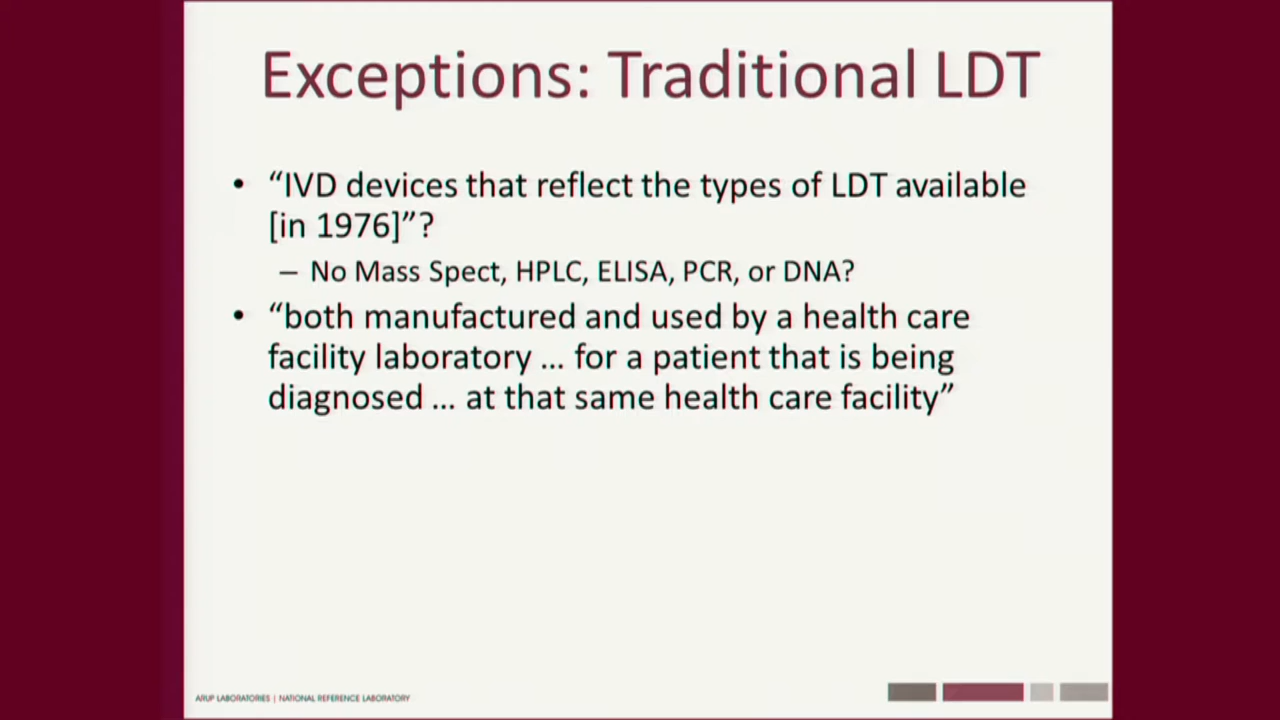 Exceptions: Traditional LDT
• “IVD devices that reflect the types of LDT available
[in 1976]”?
– No Mass Spect, HPLC, ELISA, PCR, or DNA?
• “both manufactured and used by a health care
facility laboratory ... for a patient that is being
diagnosed ... at that same health care facility”
ARUP LABORATORIES | NATIONAL REFERENCE LABORATORY